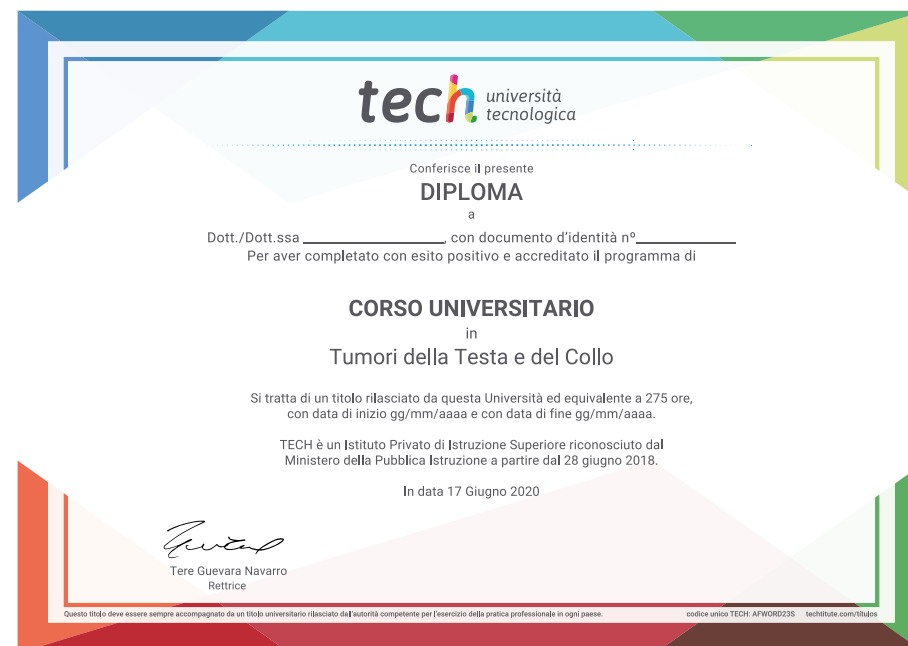 tech università
tecnologica
Conferisce il presente
DIPLOMA
a
Dott./Dott.ssa ________________, con documento d'identità nº____________
Per aver completato con esito positivo e accreditato il programma di
CORSO UNIVERSITARIO
in
Tumori della Testa e del Collo
Si tratta di un titolo rilasciato da questa Università ed equivalente a 275 ore,
con data di inizio gg/mm/aaaa e con data di fine gg/mm/aaaa.
TECH è un Istituto Privato di Istruzione Superiore riconosciuto dal
Ministero della Pubblica Istruzione a partire dal 28 giugno 2018.
In data 17 Giugno 2020
Tere Guevara Navarro
Rettrice
Questo titolo deve essere sempre accompagnato da un titolo universitario rilasciato dall'autorità competente per l'esercizio della pratica professionale in ogni paese. codice unico TECH: AFWORD23S techtitute.com/titulos